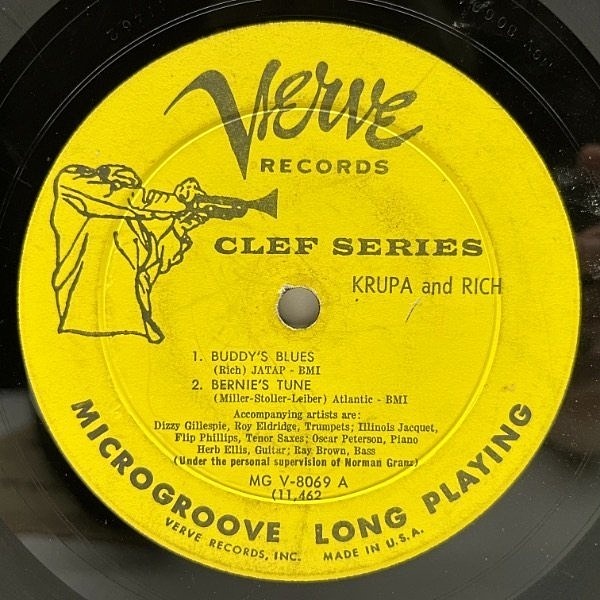 Verve
RECORDS
CLEF SERIES
KRUPA and RICH
1. BUDDY'S BLUES
(Rich) JATAP - BMI
2. BERNIE'S TUNE
(Miller-Stoller-Leiber) Atlantic - BMI
Accompanying artists are:
Dizzy Gillespie, Roy Eldridge, Trumpets; Illinois Jacquet,
Flip Phillips, Tenor Saxes; Oscar Peterson, Piano
Herb Ellis, Guitar; Ray Brown, Bass
(Under the personal supervision of Norman Granz)
MG V-8069 A
(11,462
MICROGROOVE LONG PLAYING
VERVE RECORDS, INC. MADE IN U.S.A.